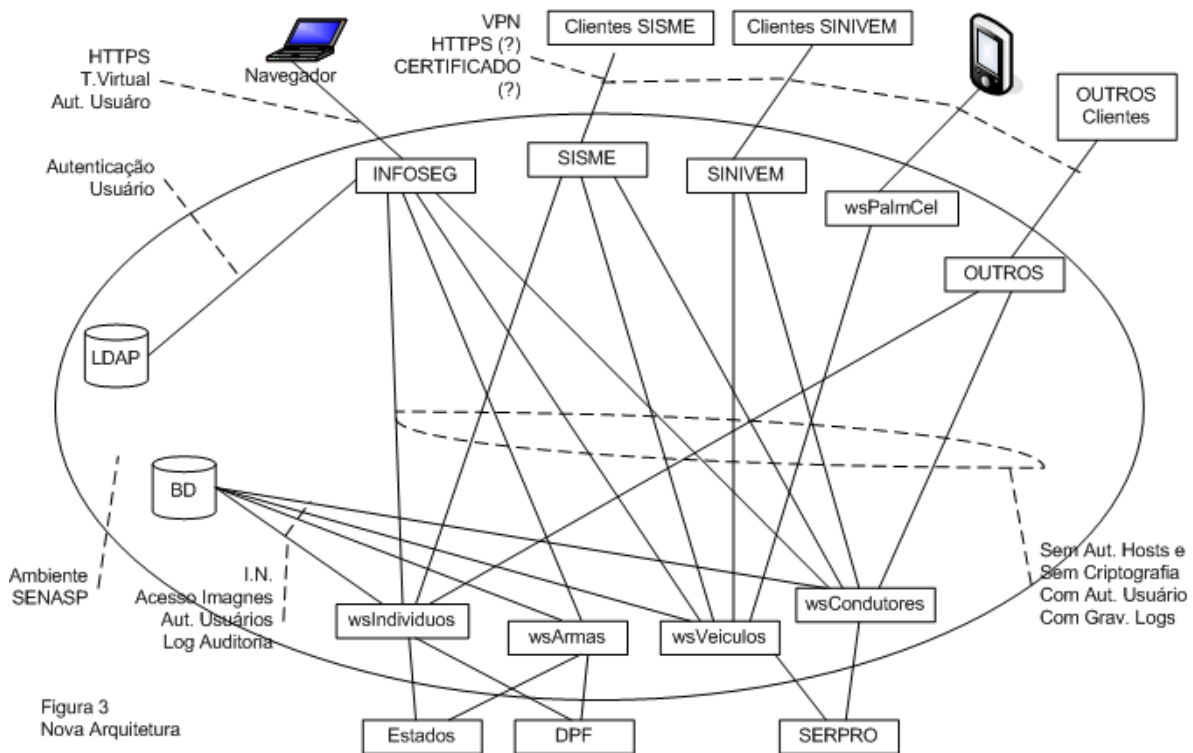 HTTPS
T.Virtual
Aut. Usuáro
Navegador
VPN
HTTPS (?)
CERTIFICADO
(?)
Clientes SISME
Clientes SINIVEM
OUTROS
Clientes
Autenticação
Usuário
INFOSEG
SISME
SINIVEM
wsPalmCel
OUTROS
LDAP
BD
Ambiente
SENASP
I.N.
Acesso Imagnes
Aut. Usuários
Log Auditoria
wsIndividuos
wsArmas
wsVeiculos
wsCondutores
Sem Aut. Hosts e
Sem Criptografia
Com Aut. Usuário
Com Grav. Logs
Figura 3
Nova Arquitetura
Estados
DPF
SERPRO